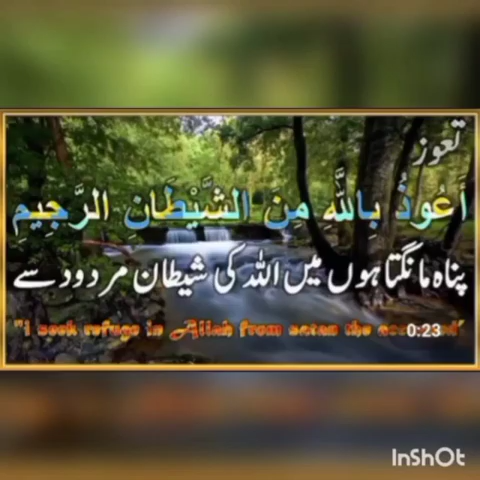 تعوز
أَعُوذُ بِاللَّهِ مِنَ الشَّيْطَانِ الرَّجِيمِ
پناہ مانگتا ہوں میں اللہ کی شیطان مردود سے
"i seek refuge in Allah from satan the
0:23
InShOt